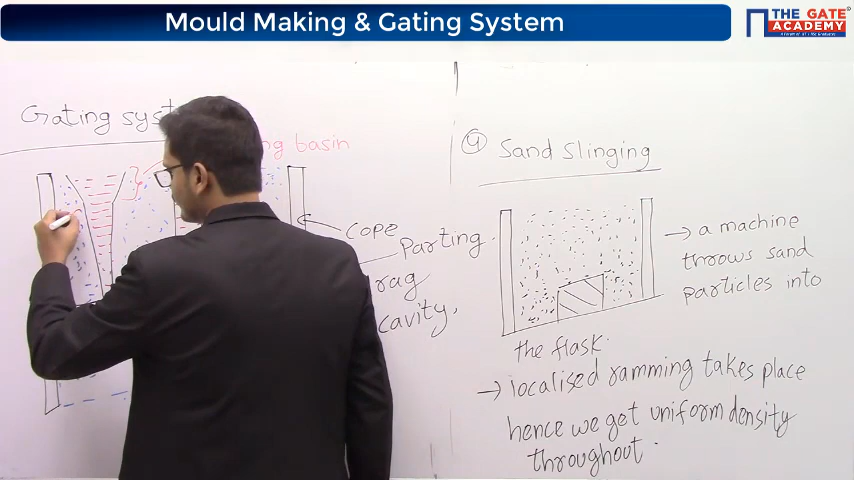 Mould Making & Gating System
THE GATE
ACADEMY
Gating syst
ng basin
cope
Parting
rag
cavity.
④ Sand Slinging
→ a machine
throws sand
particles into
the flask.
→ localised ramming takes place
hence we get uniform density
throughout.